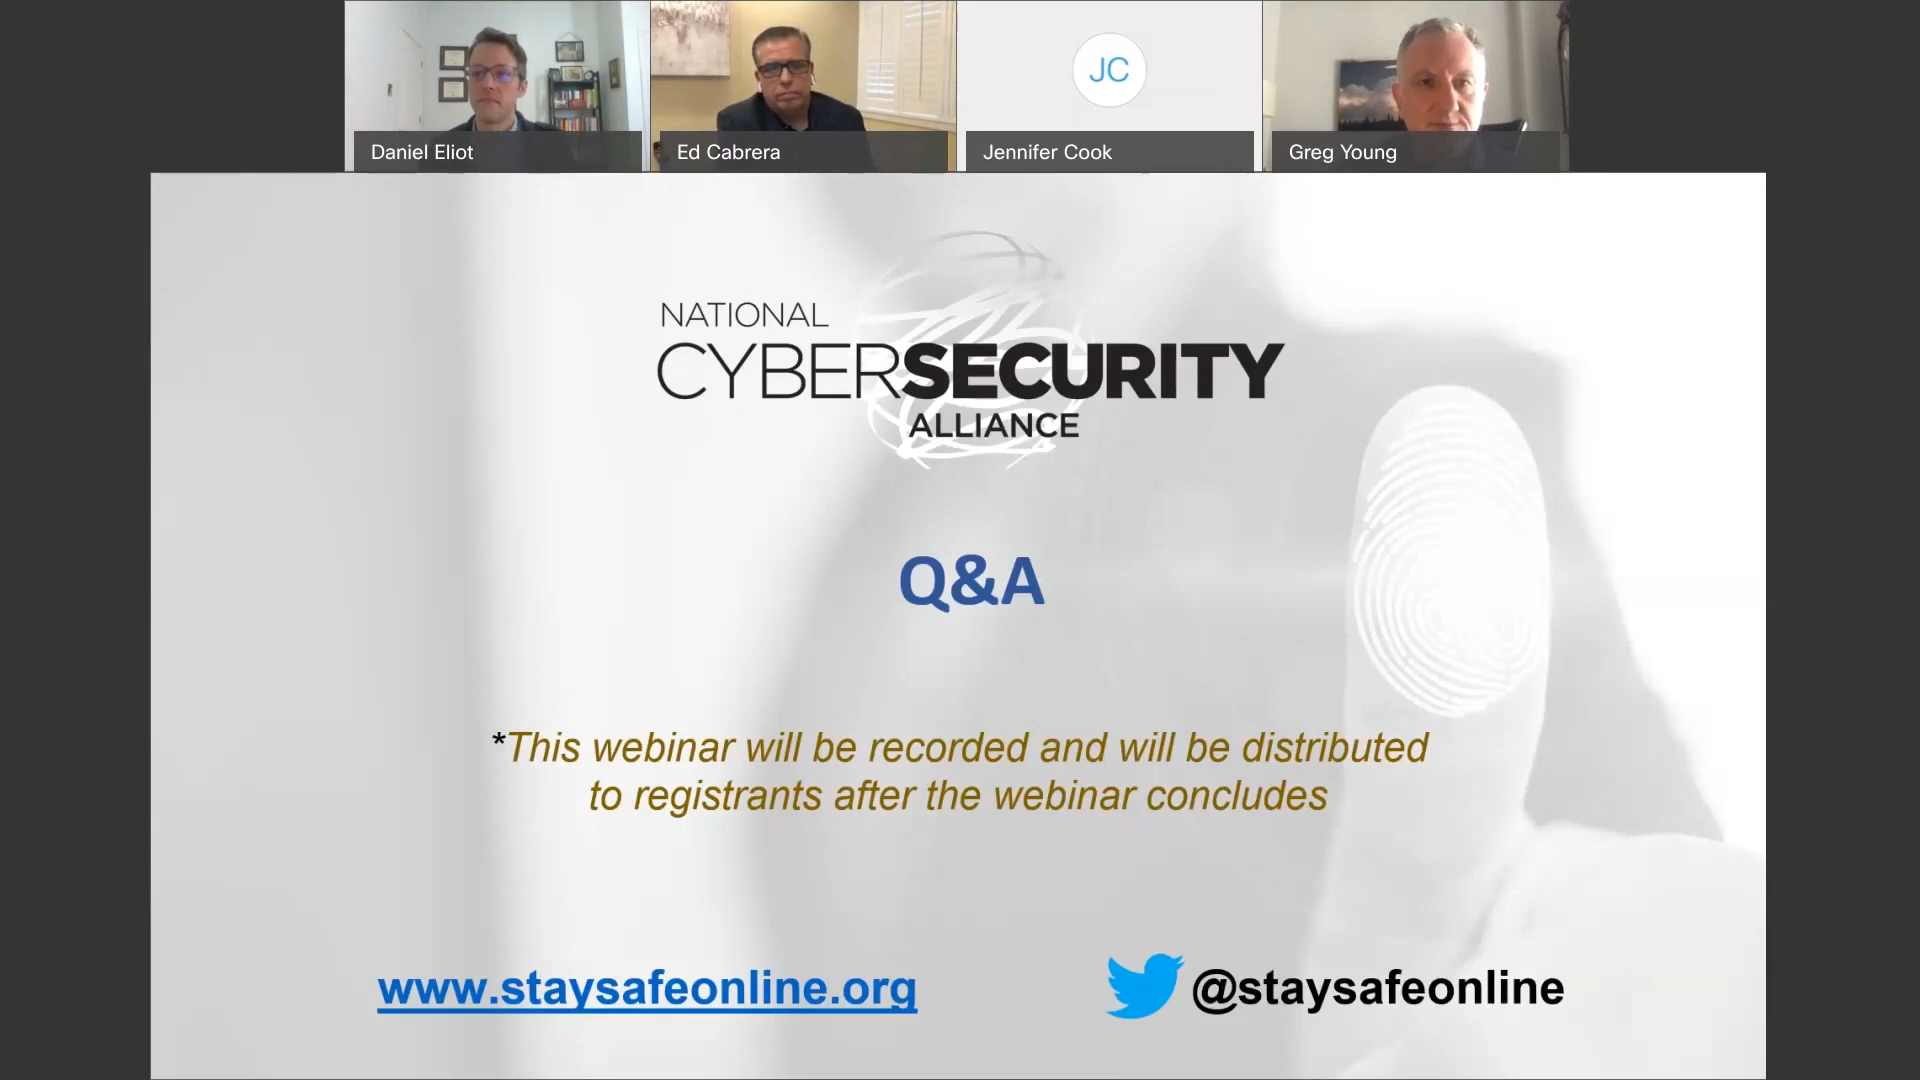 Daniel Eliot
Ed Cabrera
JC
Jennifer Cook
Greg Young
NATIONAL
CYBERSECURITY
ALLIANCE
Q&A
*This webinar will be recorded and will be distributed
to registrants after the webinar concludes
www.staysafeonline.org
@staysafeonline